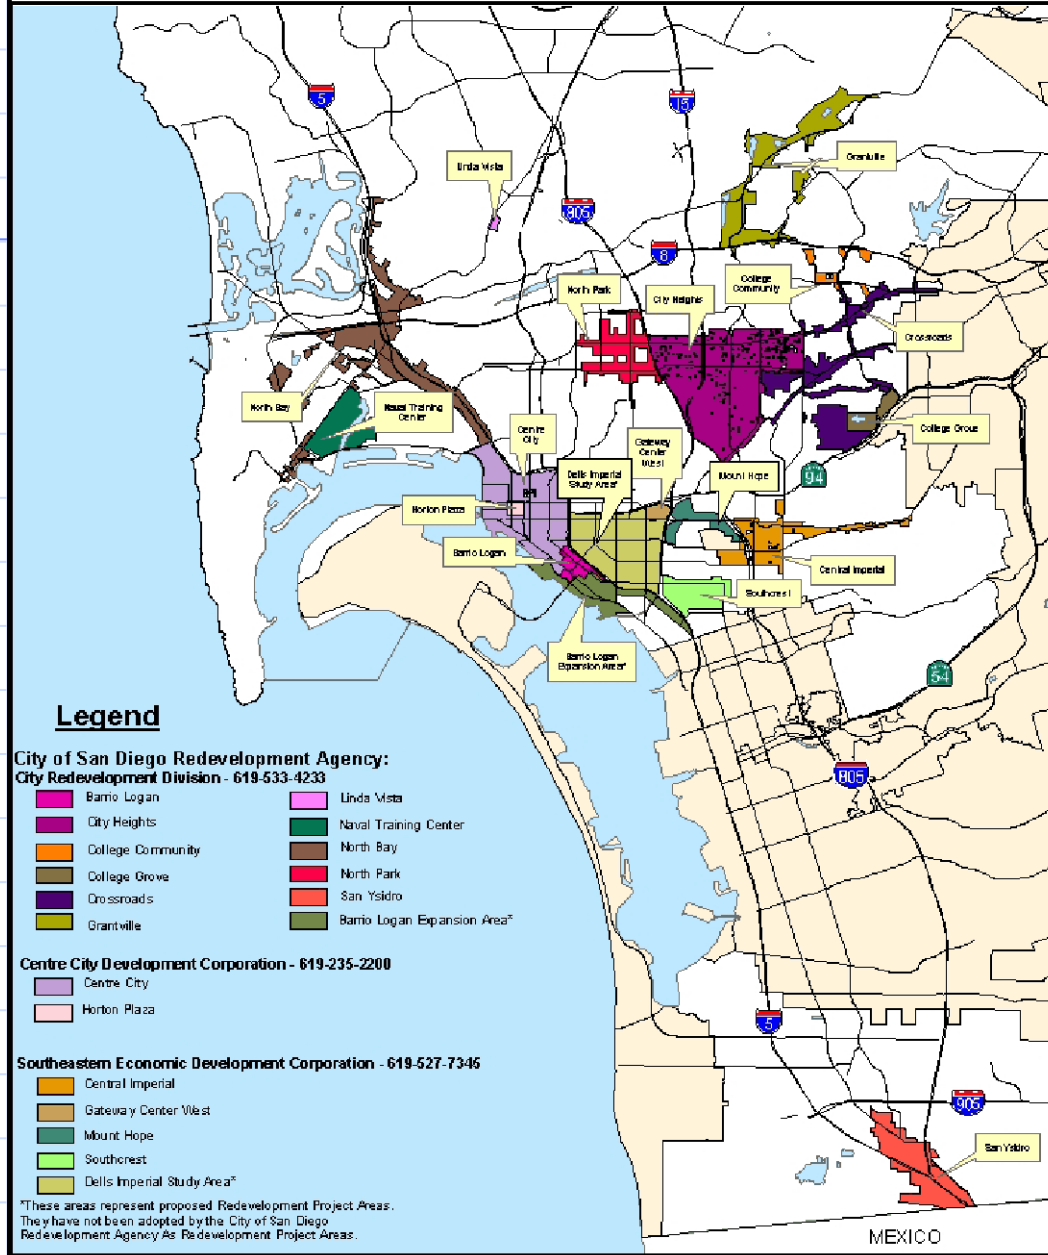 5
15
Linda Vista
Grantville
805
8
College
Community
North Park
City Heights
Crossroads
North Bay
Naval Training
Center
Centre
City
Gateway
Center
West
College Grove
Dells Imperial
Study Area*
Mount Hope
94
Horton Plaza
Barrio Logan
Central Imperial
Southcrest
Barrio Logan
Expansion Area*
54
805
5
905
San Ysidro
MEXICO
Legend
City of San Diego Redevelopment Agency:
City Redevelopment Division - 619-533-4233
Barrio Logan
City Heights
College Community
College Grove
Crossroads
Grantville
Linda Vista
Naval Training Center
North Bay
North Park
San Ysidro
Barrio Logan Expansion Area*
Centre City Development Corporation - 619-235-2200
Centre City
Horton Plaza
Southeastern Economic Development Corporation - 619-527-7345
Central Imperial
Gateway Center West
Mount Hope
Southcrest
Dells Imperial Study Area*
*These areas represent proposed Redevelopment Project Areas.
They have not been adopted by the City of San Diego
Redevelopment Agency As Redevelopment Project Areas.